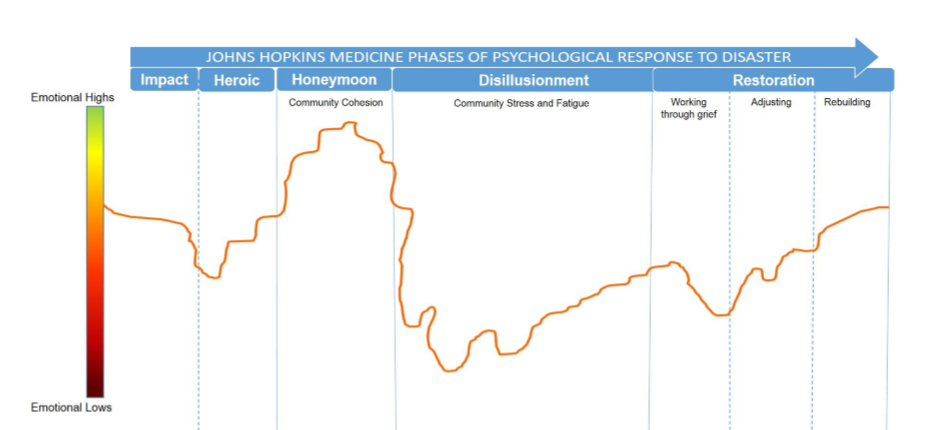 JOHNS HOPKINS MEDICINE PHASES OF PSYCHOLOGICAL RESPONSE TO DISASTER
Impact
Heroic
Honeymoon
Disillusionment
Restoration
Emotional Highs
Community Cohesion
Community Stress and Fatigue
Working
through grief
Adjusting
Rebuilding
Emotional Lows